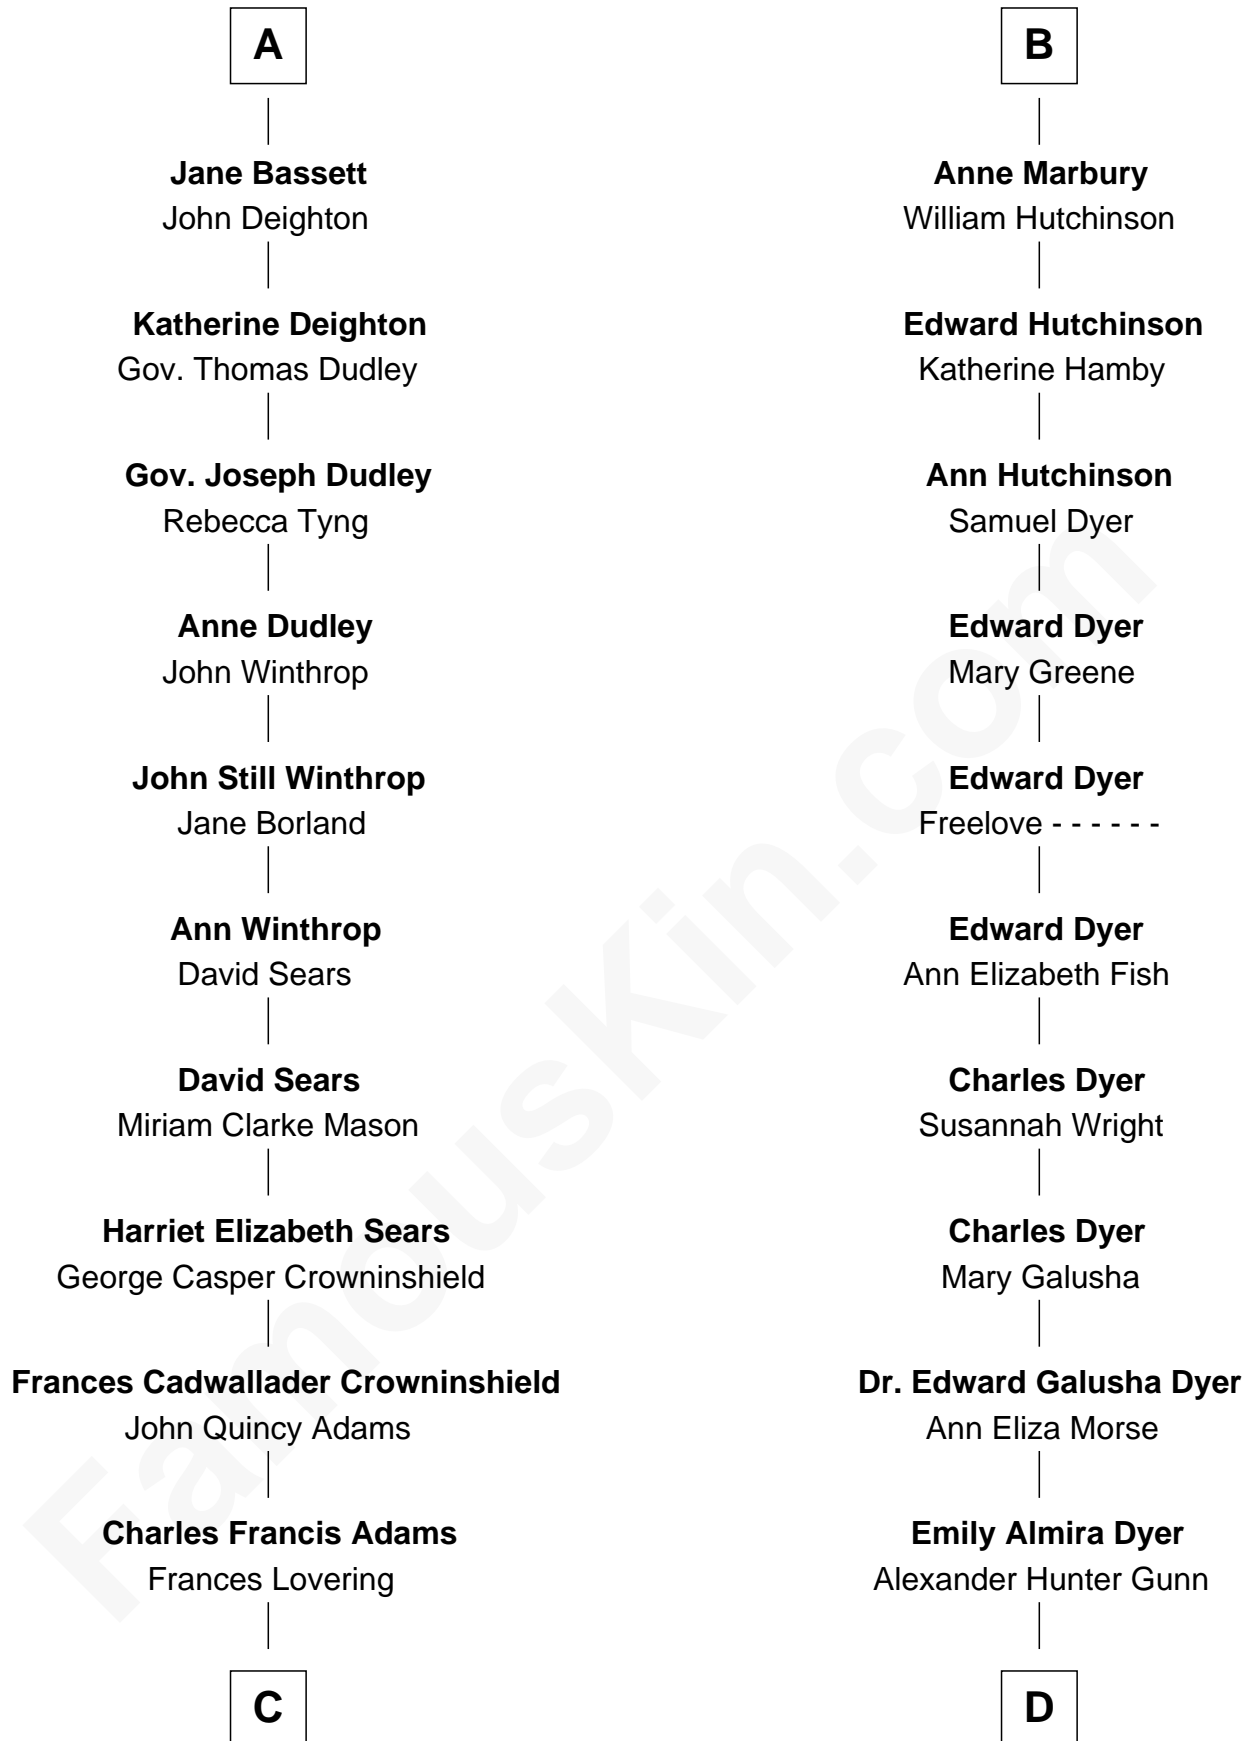 A
Jane Bassett
John Deighton
Katherine Deighton
Gov. Thomas Dudley
Gov. Joseph Dudley
Rebecca Tyng
Anne Dudley
John Winthrop
John Still Winthrop
Jane Borland
Ann Winthrop
David Sears
David Sears
Miriam Clarke Mason
Harriet Elizabeth Sears
George Casper Crowninshield
Frances Cadwallader Crowninshield
John Quincy Adams
Charles Francis Adams
Frances Lovering
C
B
Anne Marbury
William Hutchinson
Edward Hutchinson
Katherine Hamby
Ann Hutchinson
Samuel Dyer
Edward Dyer
Mary Greene
Edward Dyer
Freelove - - - - - -
Edward Dyer
Ann Elizabeth Fish
Charles Dyer
Susannah Wright
Charles Dyer
Mary Galusha
Dr. Edward Galusha Dyer
Ann Eliza Morse
Emily Almira Dyer
Alexander Hunter Gunn
D
FamousKin.com